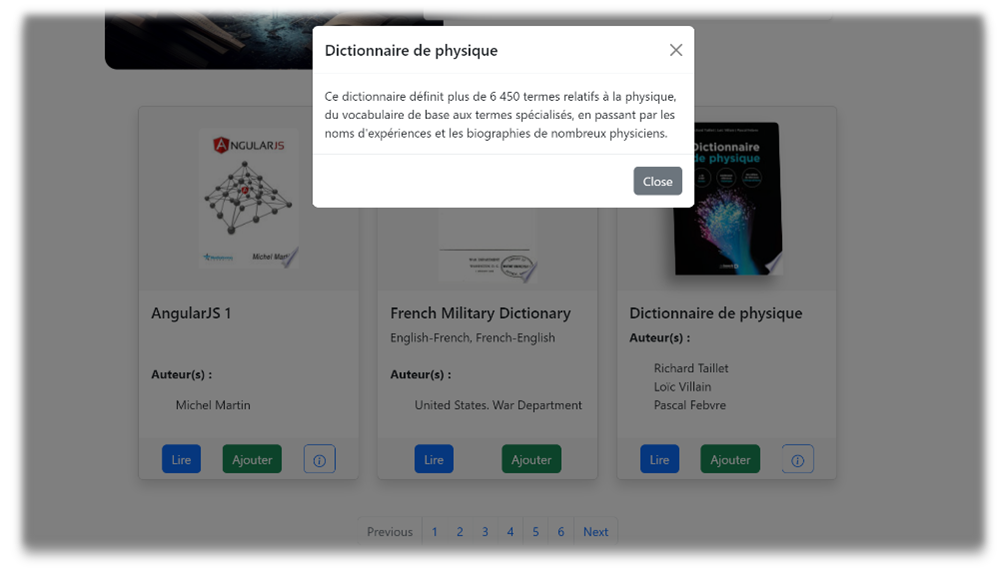 Dictionnaire de physique
Ce dictionnaire définit plus de 6 450 termes relatifs à la physique,
du vocabulaire de base aux termes spécialisés, en passant par les
noms d'expériences et les biographies de nombreux physiciens.
Close
ANGULARJS
Michel Mar
Dictionnaire
de physique
AngularJS 1
Auteur(s) :
Michel Martin
Lire
Ajouter
French Military Dictionary
English-French, French-English
Auteur(s) :
United States. War Department
Lire
Ajouter
Dictionnaire de physique
Auteur(s) :
Richard Taillet
Loïc Villain
Pascal Febvre
Lire
Ajouter
Previous 1 2 3 4 5 6 Next